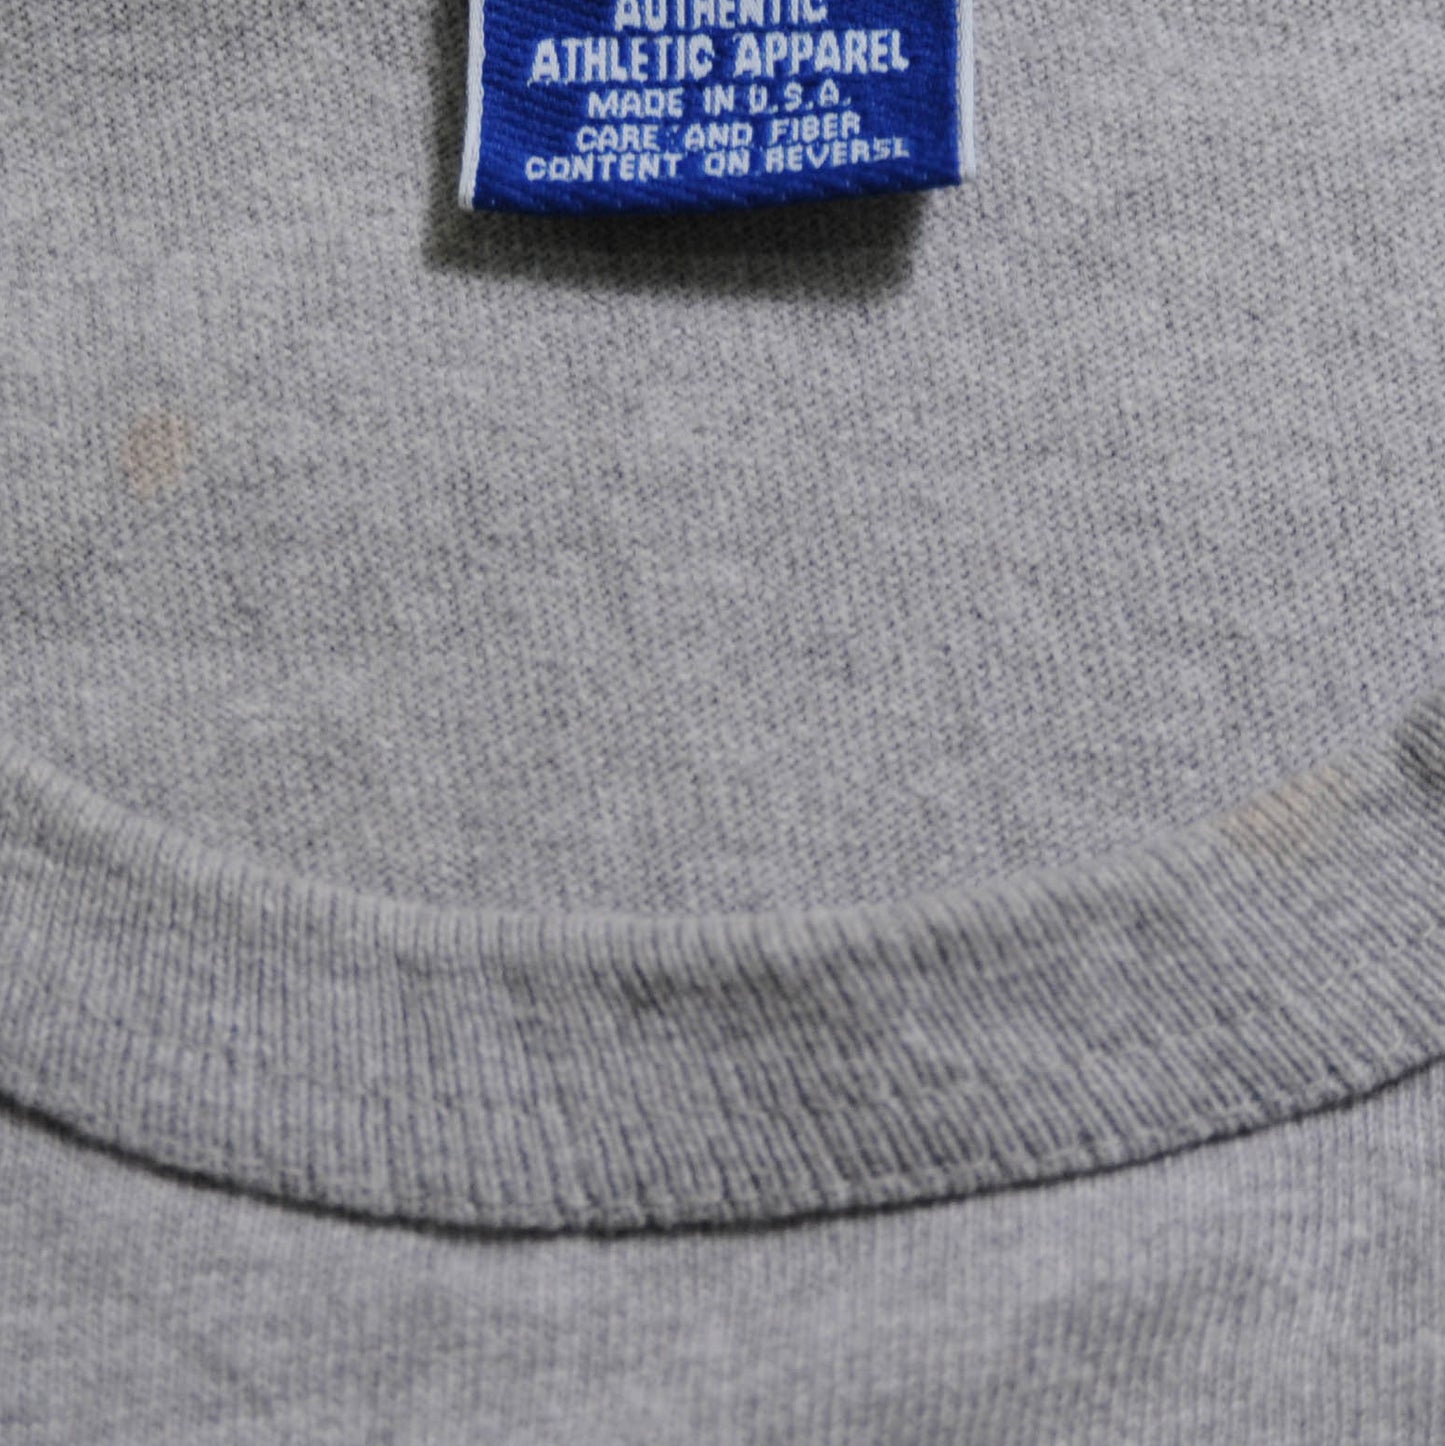 AUTHENTIC
ATHLETIC APPAREL
MADE IN U.S.A.
CARE AND FIBER
CONTENT ON REVERSE